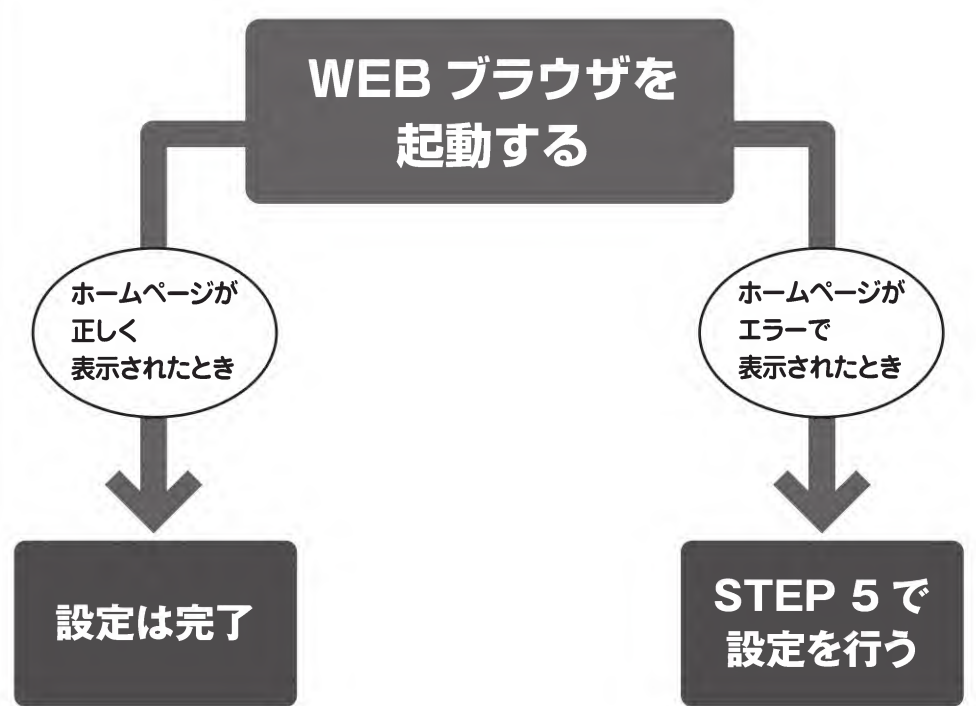 WEB ブラウザを
起動する
ホームページが
正しく
表示されたとき
ホームページが
エラーで
表示されたとき
設定は完了
STEP 5 で
設定を行う